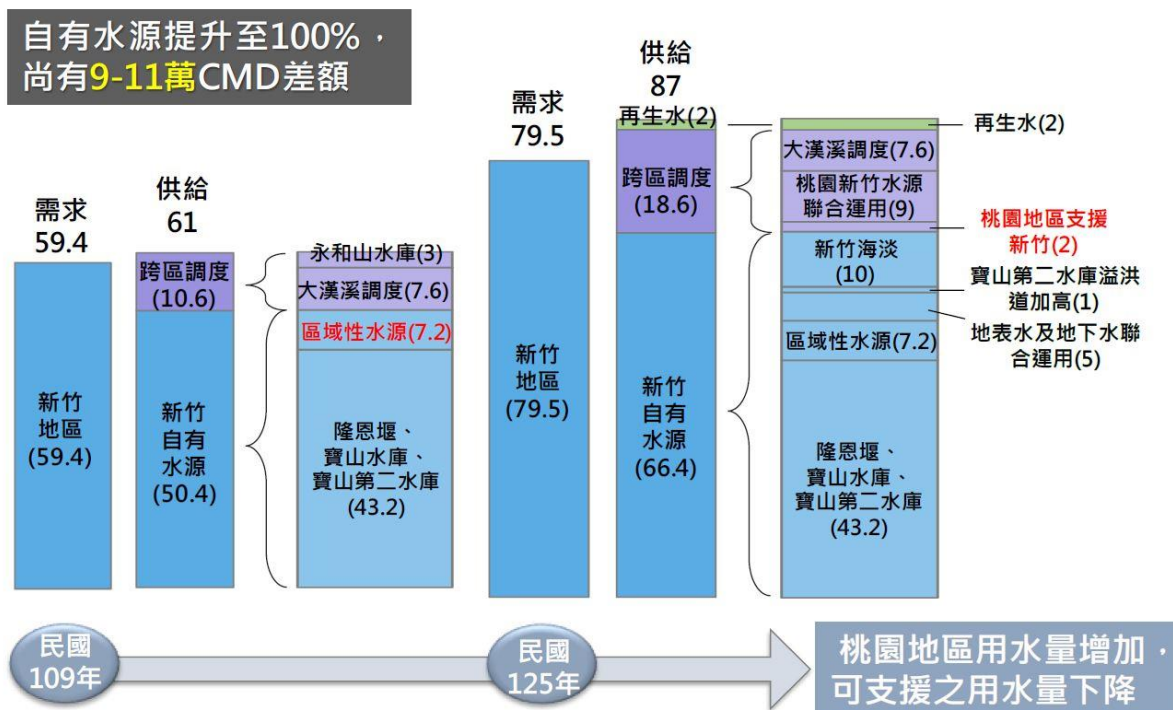 自有水源提升至100%，
尚有9-11萬CMD差額
需求
59.4
新竹
地區
(59.4)
供給
61
跨區調度
(10.6)
新竹
自有
水源
(50.4)
永和山水庫(3)
大漢溪調度(7.6)
區域性水源(7.2)
隆恩堰、
寶山水庫、
寶山第二水庫
(43.2)
需求
79.5
新竹
地區
(79.5)
供給
87
再生水(2)
跨區調度
(18.6)
新竹
自有
水源
(66.4)
大漢溪調度(7.6)
桃園新竹水源
聯合運用(9)
新竹海淡
(10)
區域性水源(7.2)
隆恩堰、
寶山水庫、
寶山第二水庫
(43.2)
再生水(2)
桃園地區支援
新竹(2)
寶山第二水庫溢洪
道加高(1)
地表水及地下水聯
合運用(5)
民國
109年
民國
125年
桃園地區用水量增加，
可支援之用水量下降